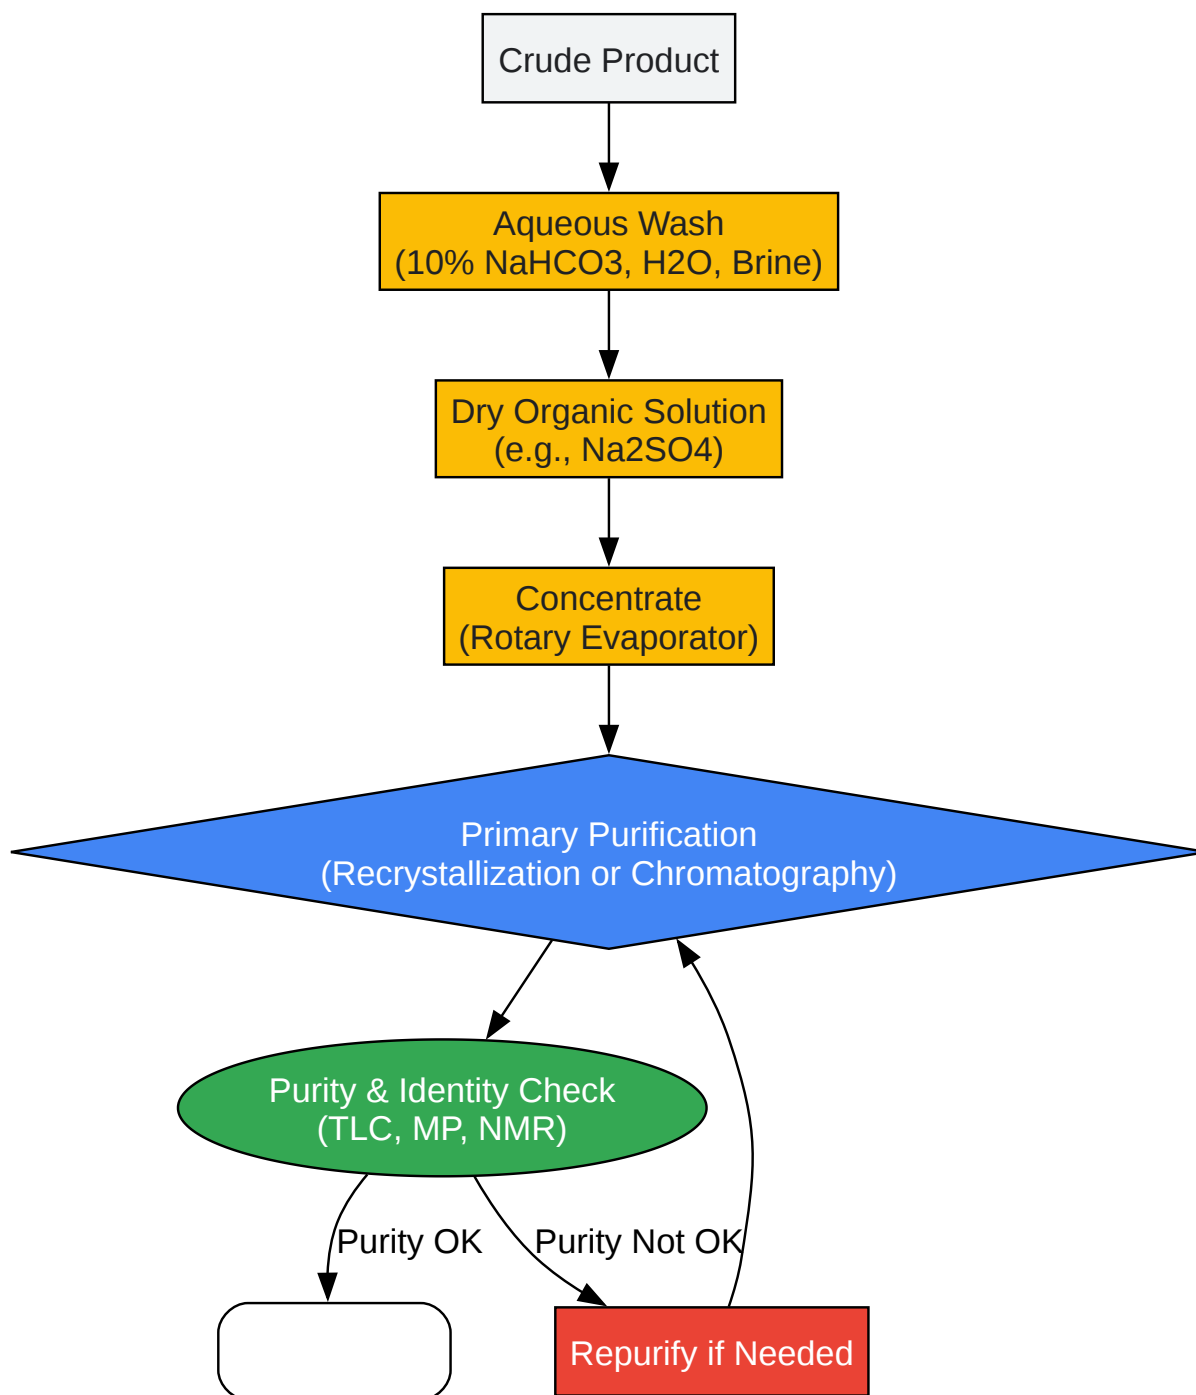 Crude Product
Aqueous Wash
(10% NaHCO3, H2O, Brine)
Dry Organic Solution
(e.g., Na2SO4)
Concentrate
(Rotary Evaporator)
Primary Purification
(Recrystallization or Chromatography)
Purity & Identity Check
(TLC, MP, NMR)
Purity OK
Purity Not OK
Repurify if Needed